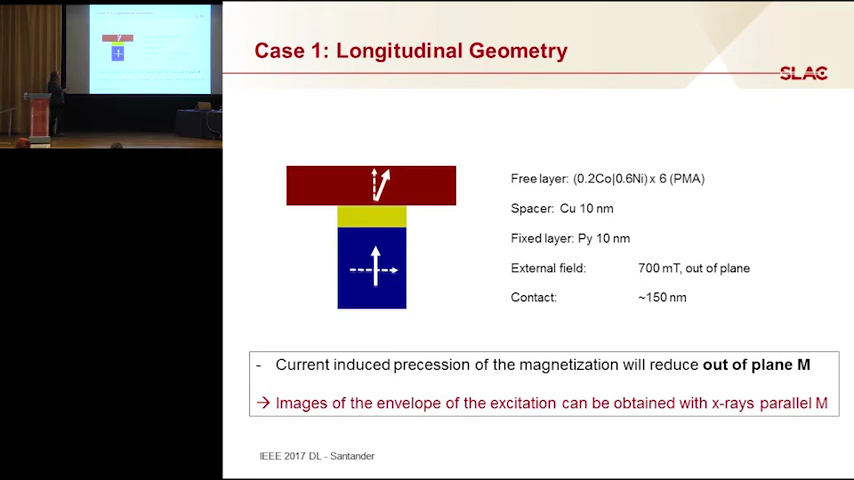 Case 1: Longitudinal Geometry
SLAC
Free layer: (0.2Co|0.6Ni) x 6 (PMA)
Spacer: Cu 10 nm
Fixed layer: Py 10 nm
External field: 700 mT, out of plane
Contact: ~150 nm
- Current induced precession of the magnetization will reduce out of plane M
→ Images of the envelope of the excitation can be obtained with x-rays parallel M
IEEE 2017 DL - Santander